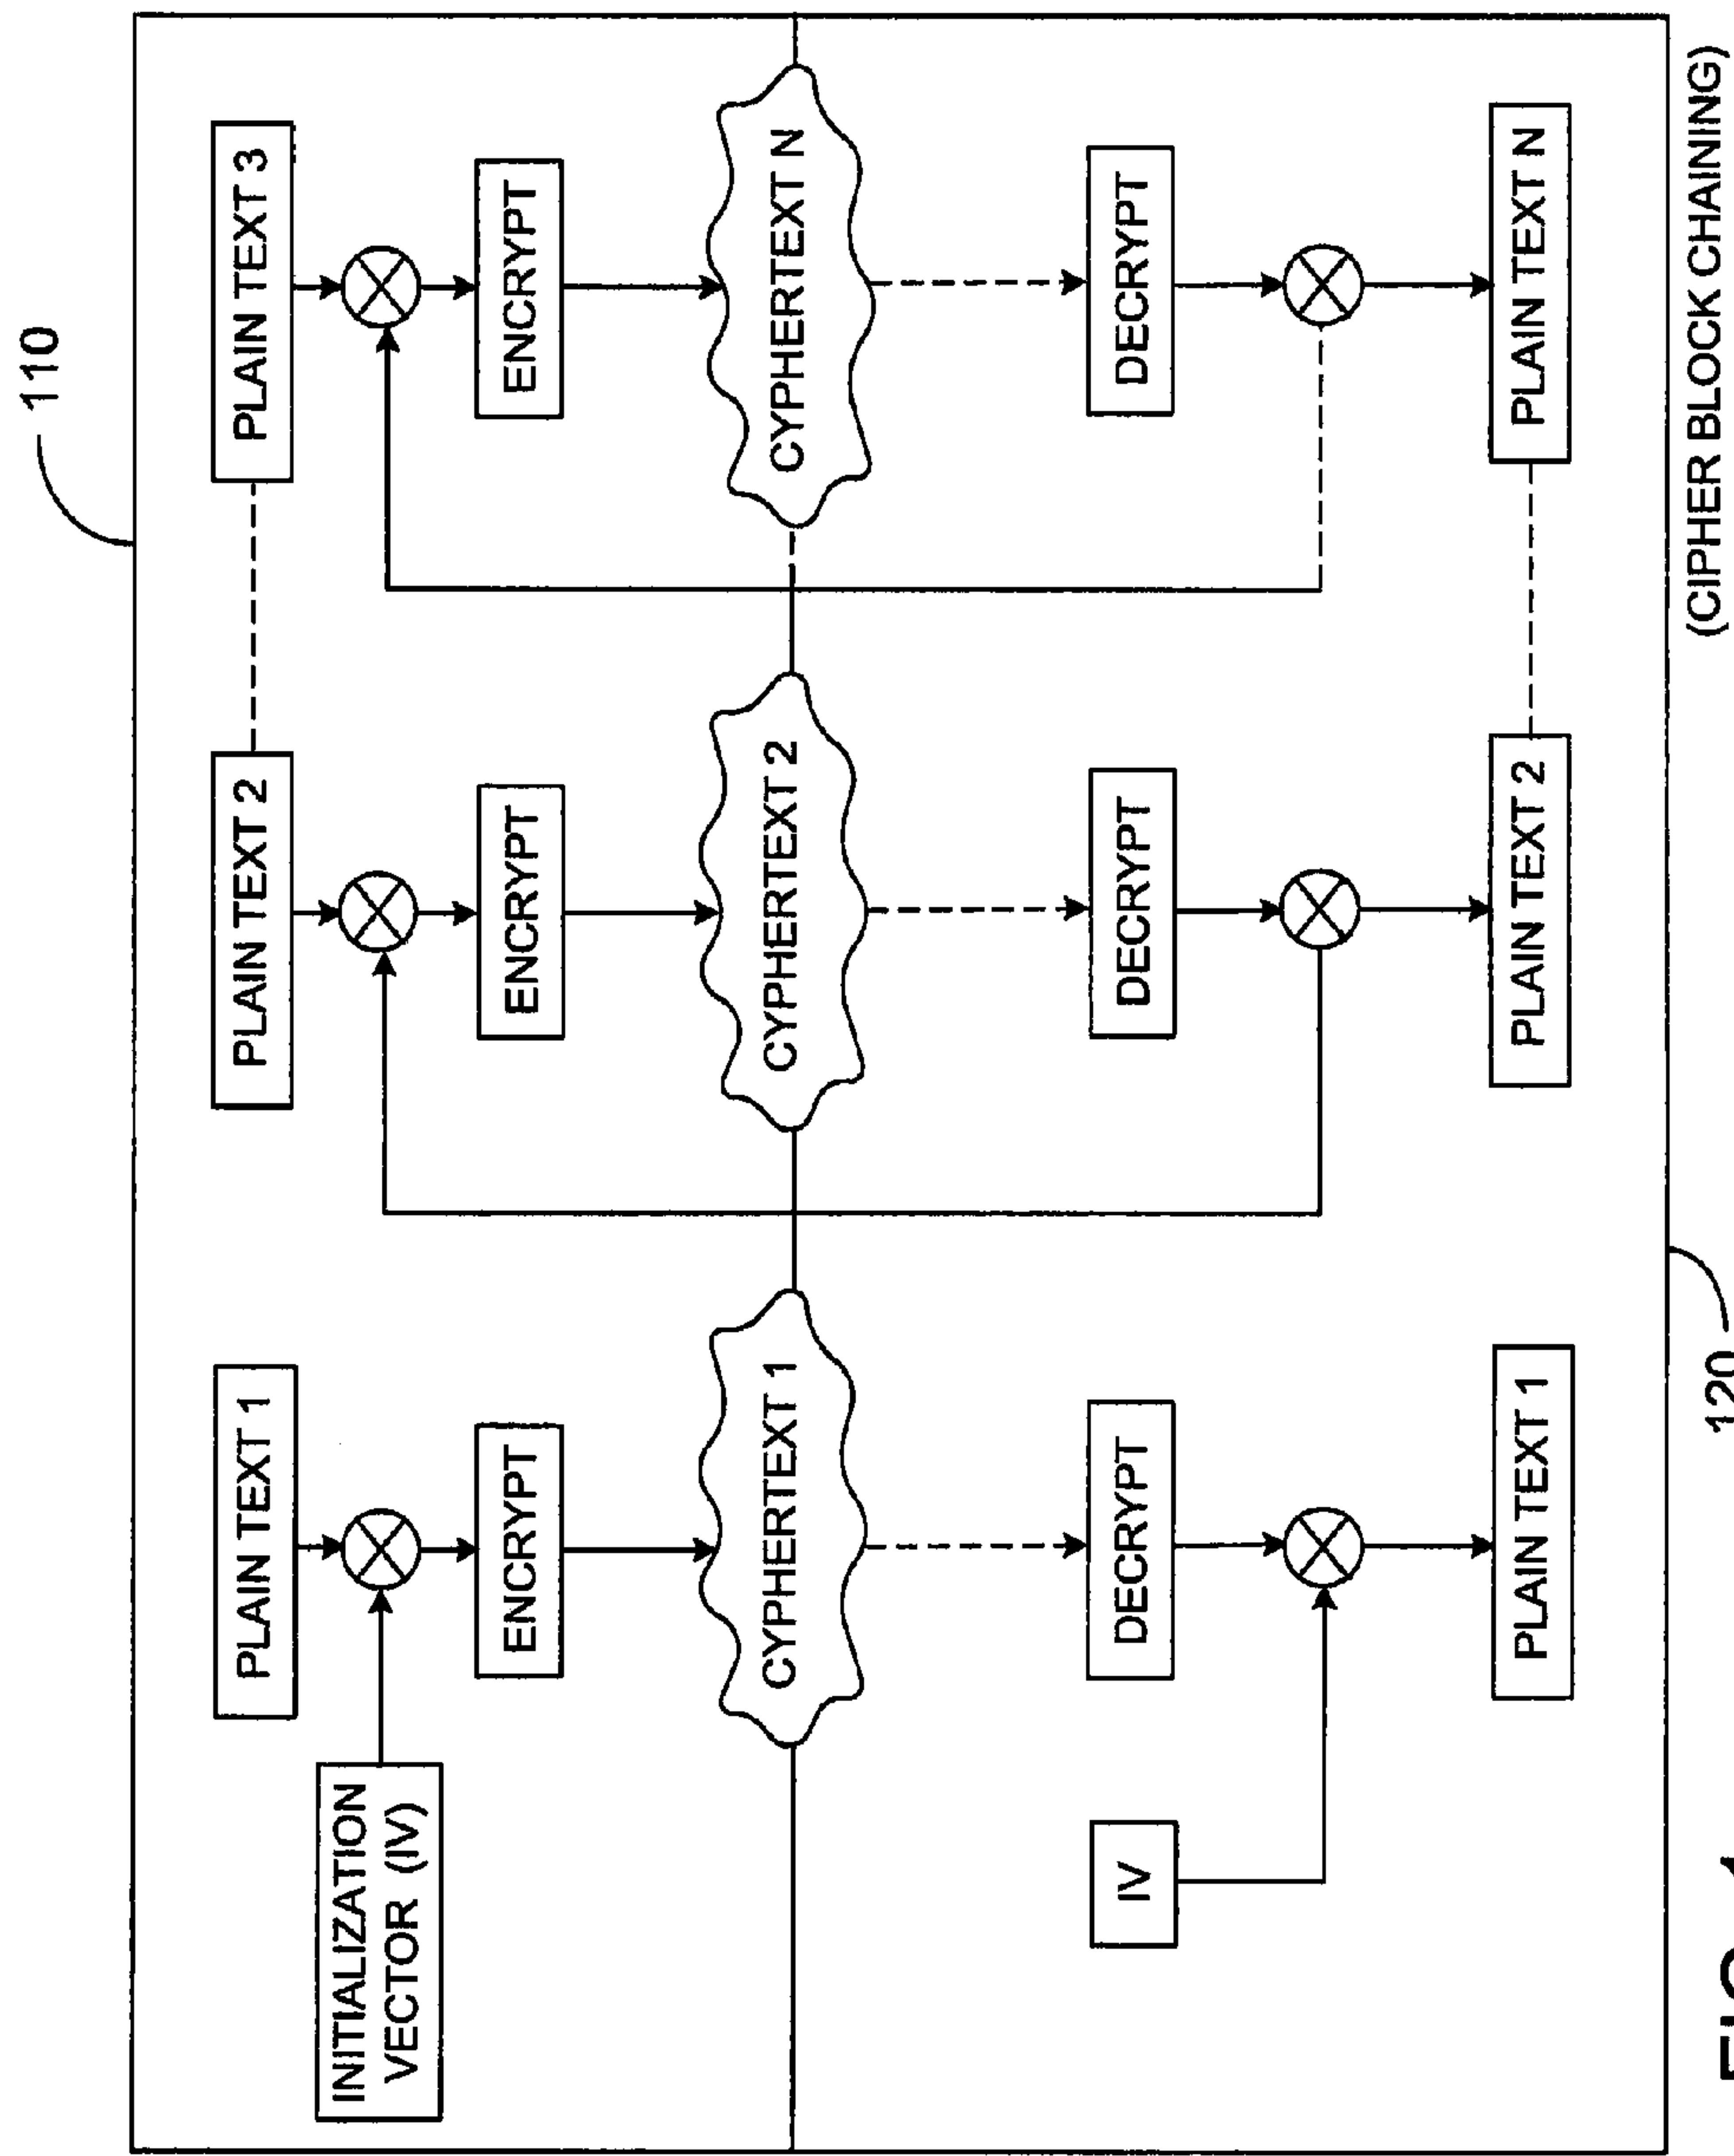 110
PLAIN TEXT 1
PLAIN TEXT 2
PLAIN TEXT 3
INITIALIZATION
VECTOR (IV)
ENCRYPT
ENCRYPT
ENCRYPT
CYPHERTEXT 1
CYPHERTEXT 2
CYPHERTEXT N
IV
DECRYPT
DECRYPT
DECRYPT
PLAIN TEXT 1
PLAIN TEXT 2
PLAIN TEXT N
120
(CIPHER BLOCK CHAINING)